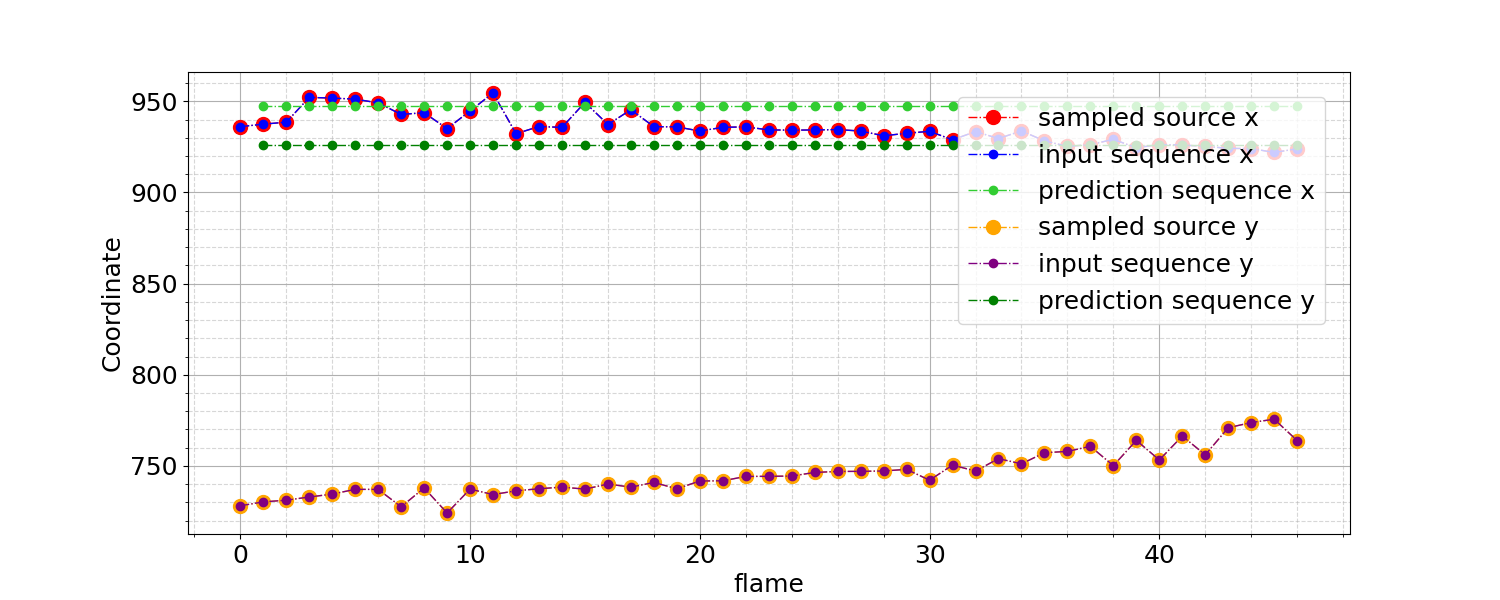 950
900
850
800
750
Coordinate
sampled source x
input sequence x
prediction sequence x
sampled source y
input sequence y
prediction sequence y
0 10 20 30 40
flame